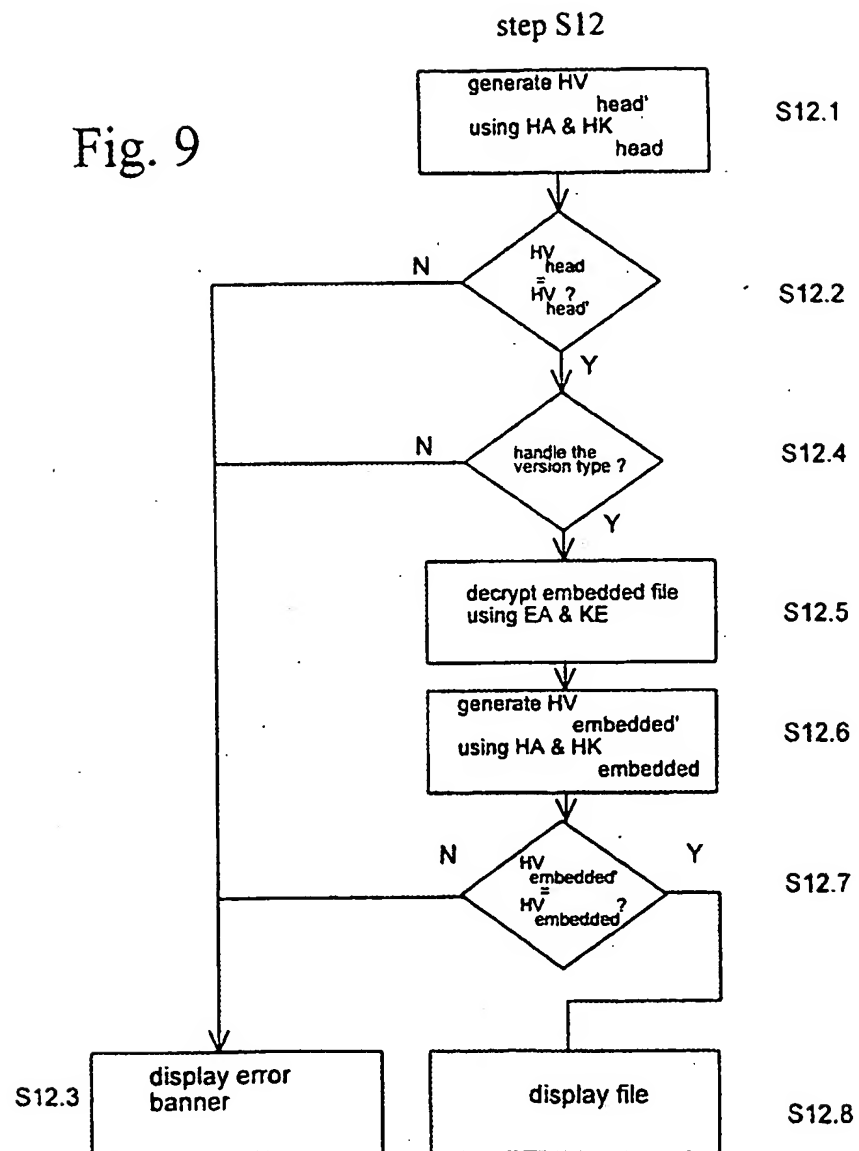 step S12
Fig. 9
generate HV
head'
using HA & HK
head
S12.1
N
HV
head
=
HV ?
head'
S12.2
Y
N
handle the
version type ?
S12.4
Y
decrypt embedded file
using EA & KE
S12.5
generate HV
embedded'
using HA & HK
embedded
S12.6
N
HV
embedded'
=
HV ?
embedded
Y
S12.7
S12.3
display error
banner
display file
S12.8